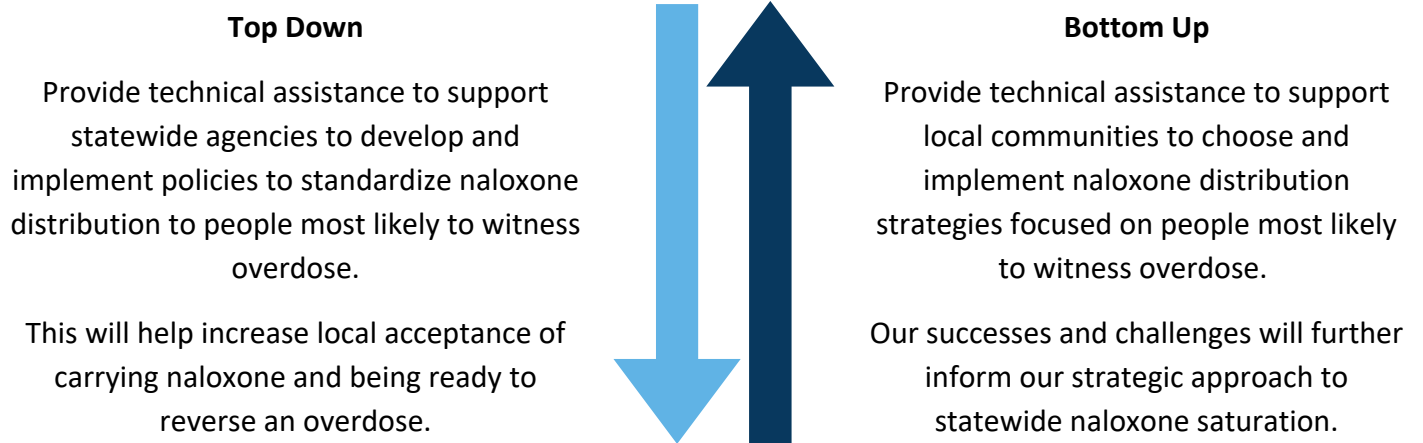 Top Down
Provide technical assistance to support
statewide agencies to develop and
implement policies to standardize naloxone
distribution to people most likely to witness
overdose.
This will help increase local acceptance of
carrying naloxone and being ready to
reverse an overdose.
Bottom Up
Provide technical assistance to support
local communities to choose and
implement naloxone distribution
strategies focused on people most likely
to witness overdose.
Our successes and challenges will further
inform our strategic approach to
statewide naloxone saturation.